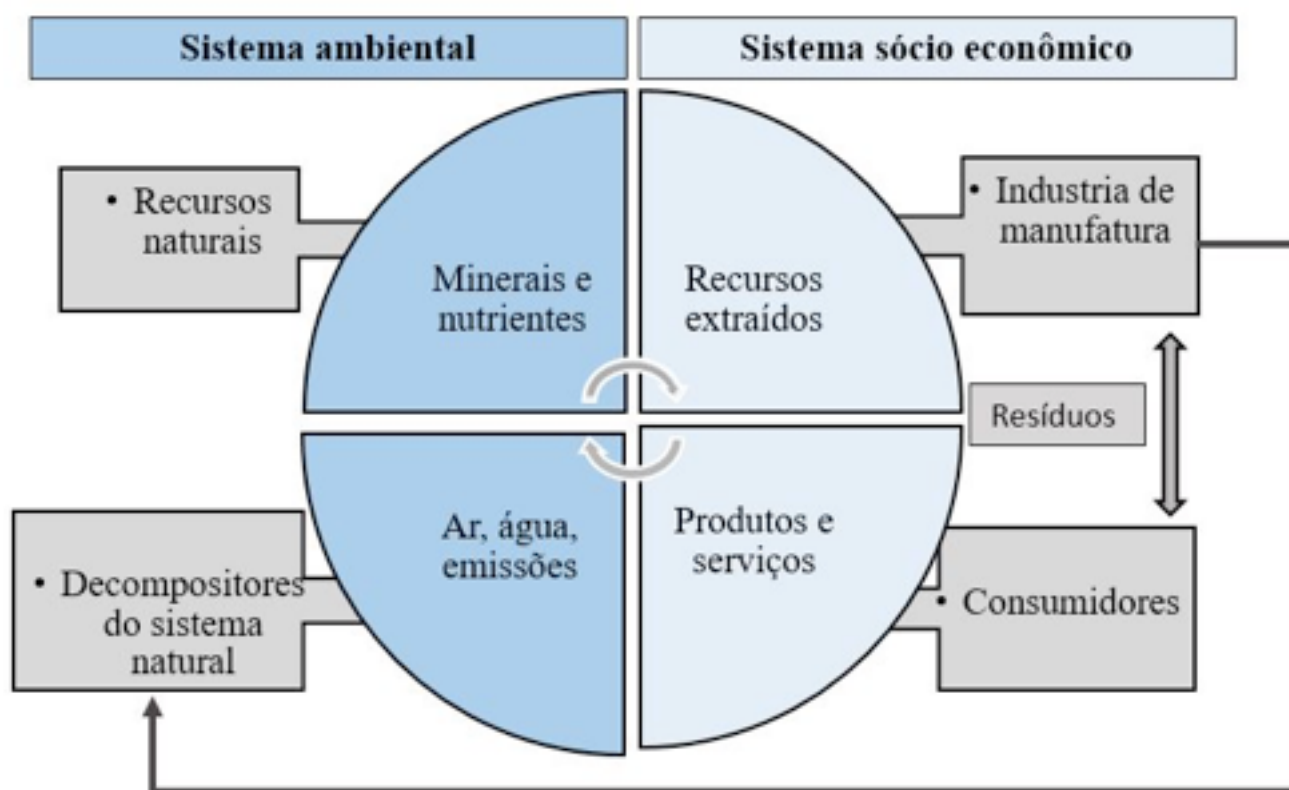 Sistema ambiental
Sistema sócio econômico
• Recursos
naturais
Minerais e
nutrientes
Recursos
extraídos
• Industria de
manufatura
Resíduos
• Decompositores
do sistema
natural
Ar, água,
emissões
Produtos e
serviços
• Consumidores